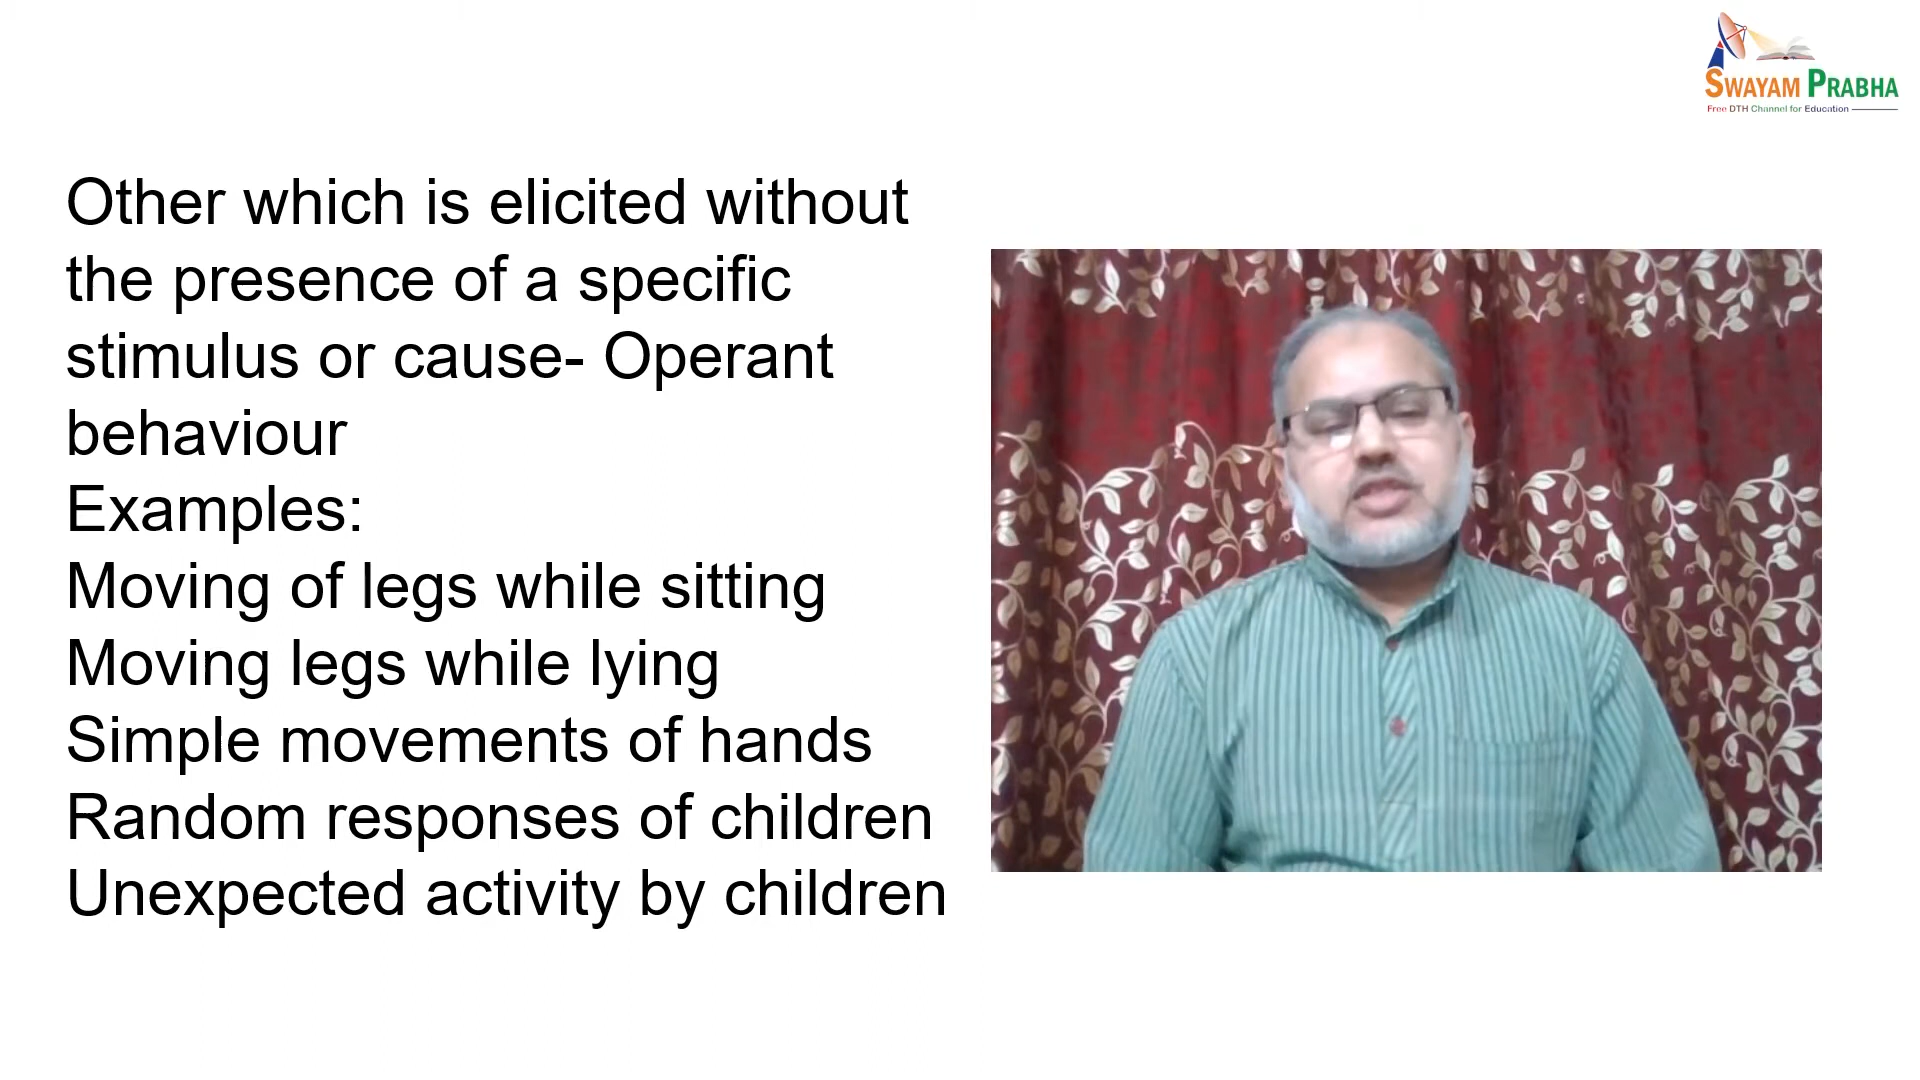 SWAYAM PRABHA
Free DTH Channel for Education
Other which is elicited without
the presence of a specific
stimulus or cause- Operant
behaviour
Examples:
Moving of legs while sitting
Moving legs while lying
Simple movements of hands
Random responses of children
Unexpected activity by children